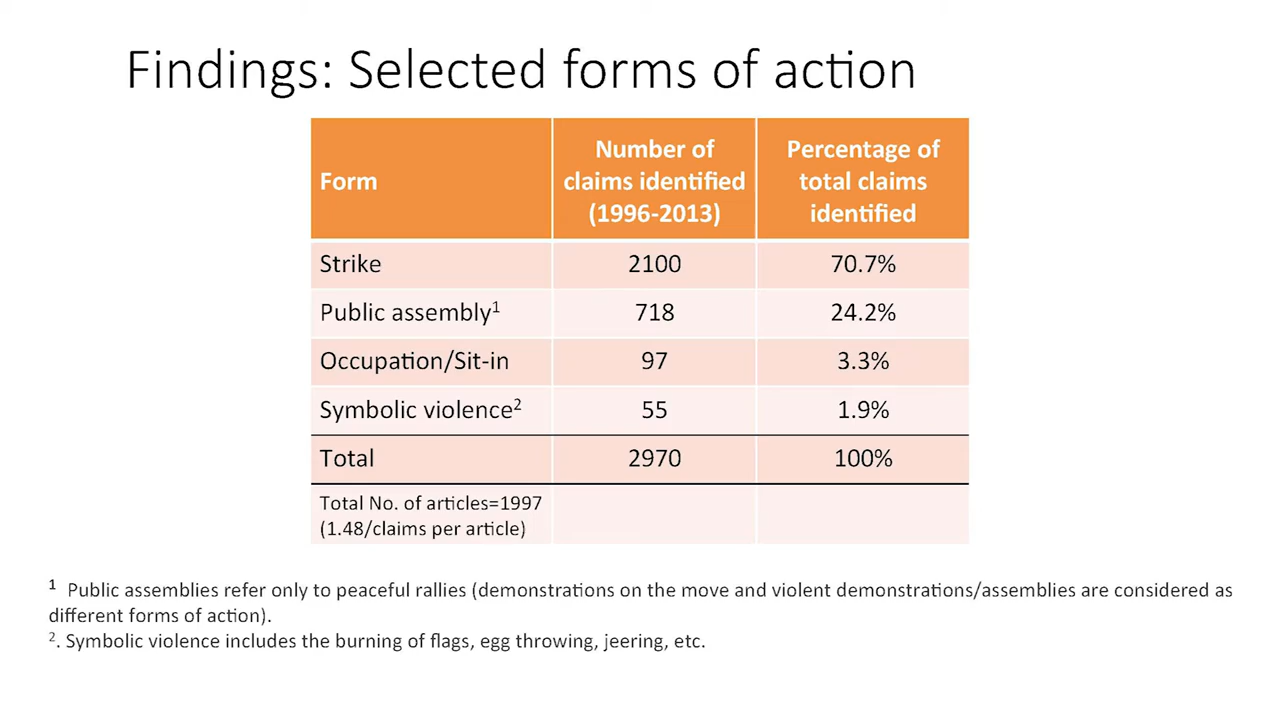 Findings: Selected forms of action
Form
Number of
claims identified
(1996-2013)
Percentage of
total claims
identified
Strike 2100 70.7%
Public assembly¹ 718 24.2%
Occupation/Sit-in 97 3.3%
Symbolic violence² 55 1.9%
Total 2970 100%
Total No. of articles=1997
(1.48/claims per article)
¹ Public assemblies refer only to peaceful rallies (demonstrations on the move and violent demonstrations/assemblies are considered as
different forms of action).
². Symbolic violence includes the burning of flags, egg throwing, jeering, etc.